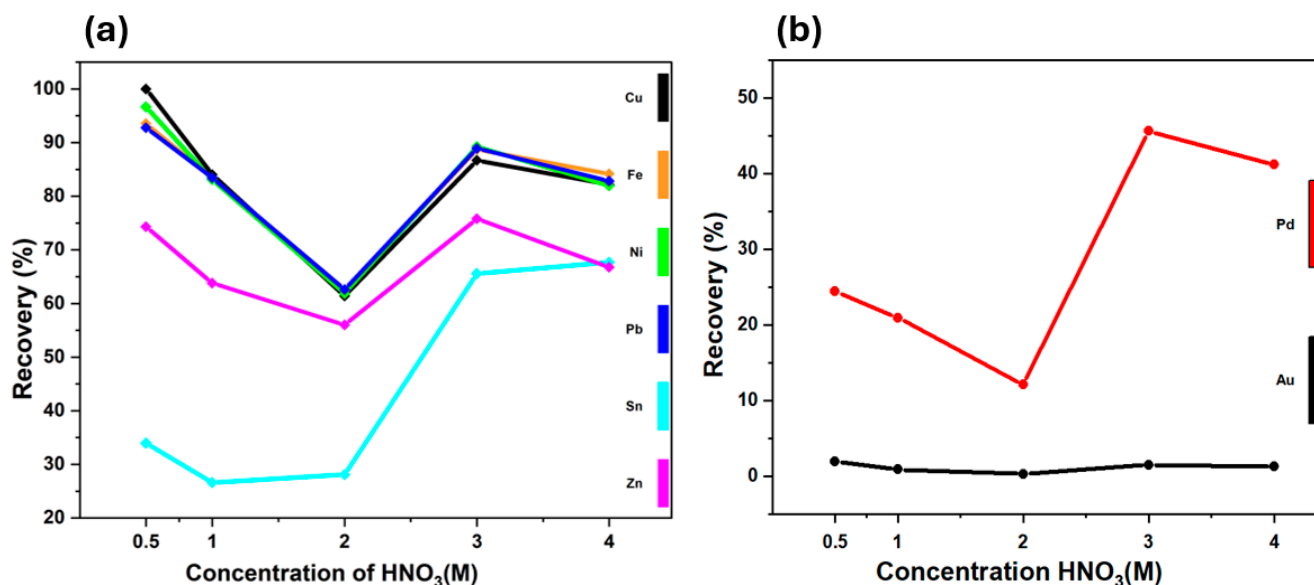 (a)
Recovery (%)
100
90
80
70
60
50
40
30
20
0.5 1 2 3 4
Concentration of HNO₃(M)
Cu
Fe
Ni
Pb
Sn
Zn
(b)
Recovery (%)
50
40
30
20
10
0
0.5 1 2 3 4
Concentration HNO₃(M)
Pd
Au